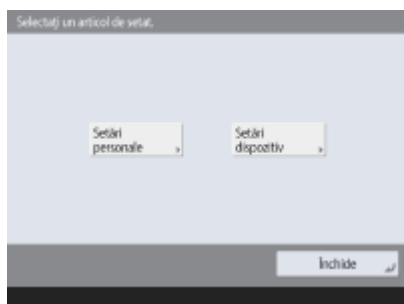 Selectați un articol de setat.
Setări
personale
Setări
dispozitiv
Închide